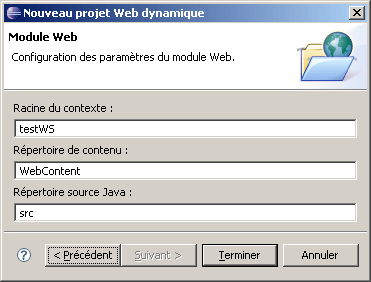 Nouveau projet Web dynamique
Module Web
Configuration des paramètres du module Web.
Racine du contexte :
testWS
Répertoire de contenu :
WebContent
Répertoire source Java :
src
? < Précédent Suivant > Terminer Annuler